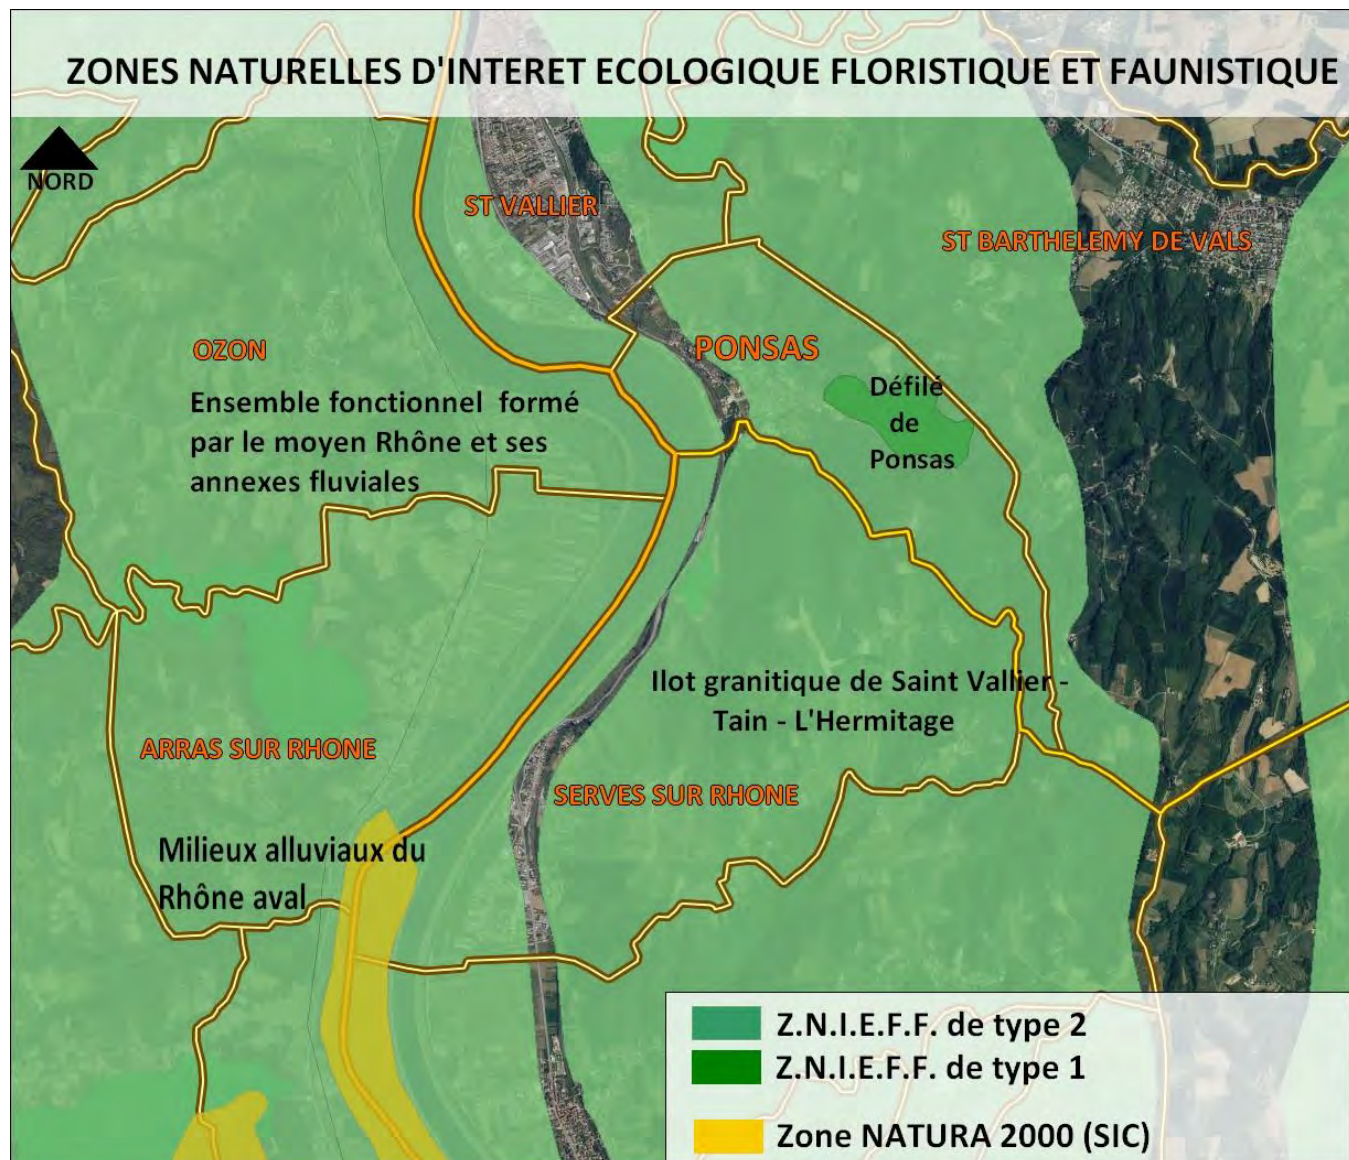 ZONES NATURELLES D'INTERET ECOLOGIQUE FLORISTIQUE ET FAUNISTIQUE
NORD
ST VALLIER
ST BARTHELEMY DE VALS
OZON
PONSAS
Ensemble fonctionnel formé
par le moyen Rhône et ses
annexes fluviales
Défilé
de
Ponsas
Ilot granitique de Saint Vallier -
Tain - L'Hermitage
ARRAS SUR RHONE
SERVES SUR RHONE
Milieux alluviaux du
Rhône aval
Z.N.I.E.F.F. de type 2
Z.N.I.E.F.F. de type 1
Zone NATURA 2000 (SIC)